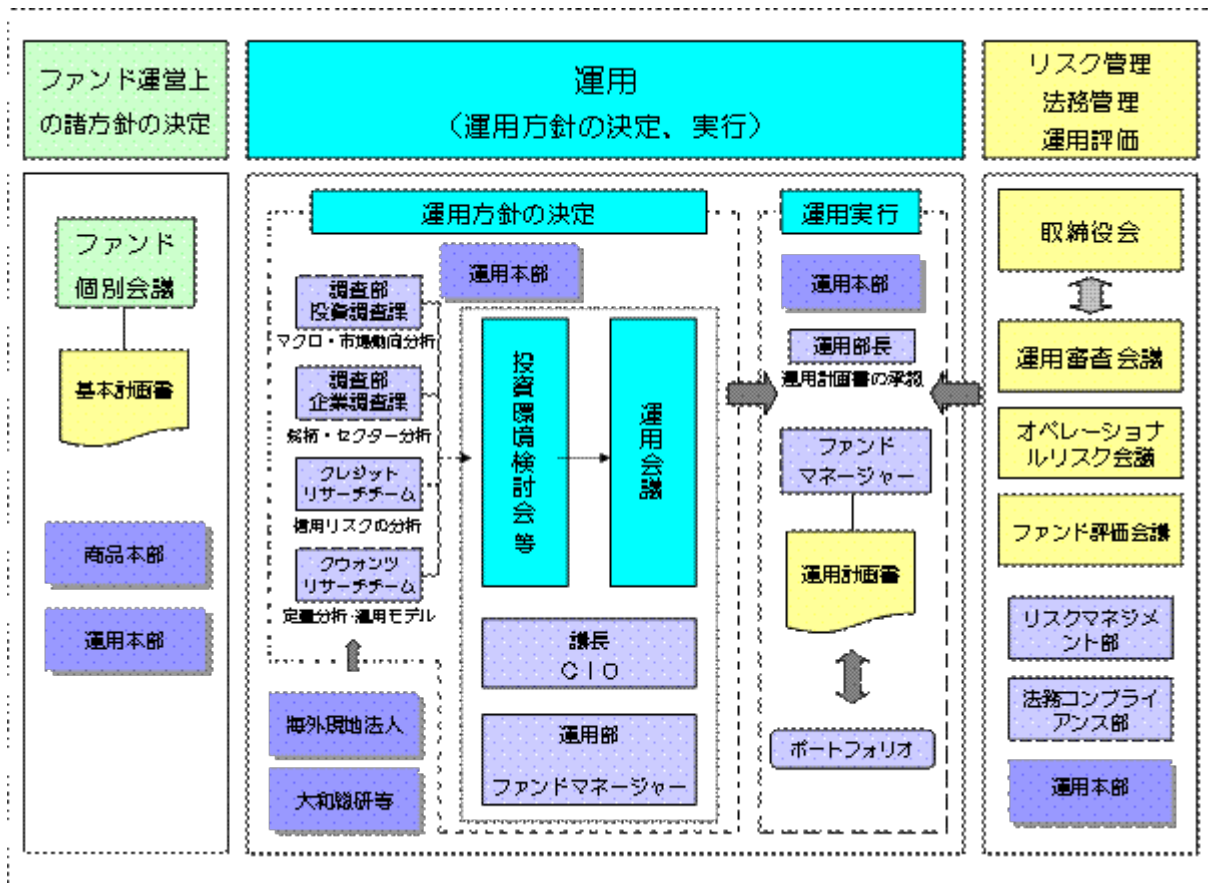 ファンド運営上
の諸方針の決定
運用
（運用方針の決定、実行）
リスク管理
法務管理
運用評価
ファンド
個別会議
基本計画書
商品本部
運用本部
運用方針の決定
運用本部
調査部
投資調査課
マクロ・市場動向分析
調査部
企業調査課
銘柄・セクター分析
クレジット
リサーチチーム
信用リスクの分析
クウォンツ
リサーチチーム
定量分析・運用モデル
海外現地法人
大和総研等
投資環境検討会等
運用会議
議長
ＣＩＯ
運用部
ファンドマネージャー
運用実行
運用本部
運用部長
運用計画書の承認
ファンド
マネージャー
運用計画書
ポートフォリオ
取締役会
運用審査会議
オペレーショナ
ルリスク会議
ファンド評価会議
リスクマネジメ
ント部
法務コンプライ
アンス部
運用本部